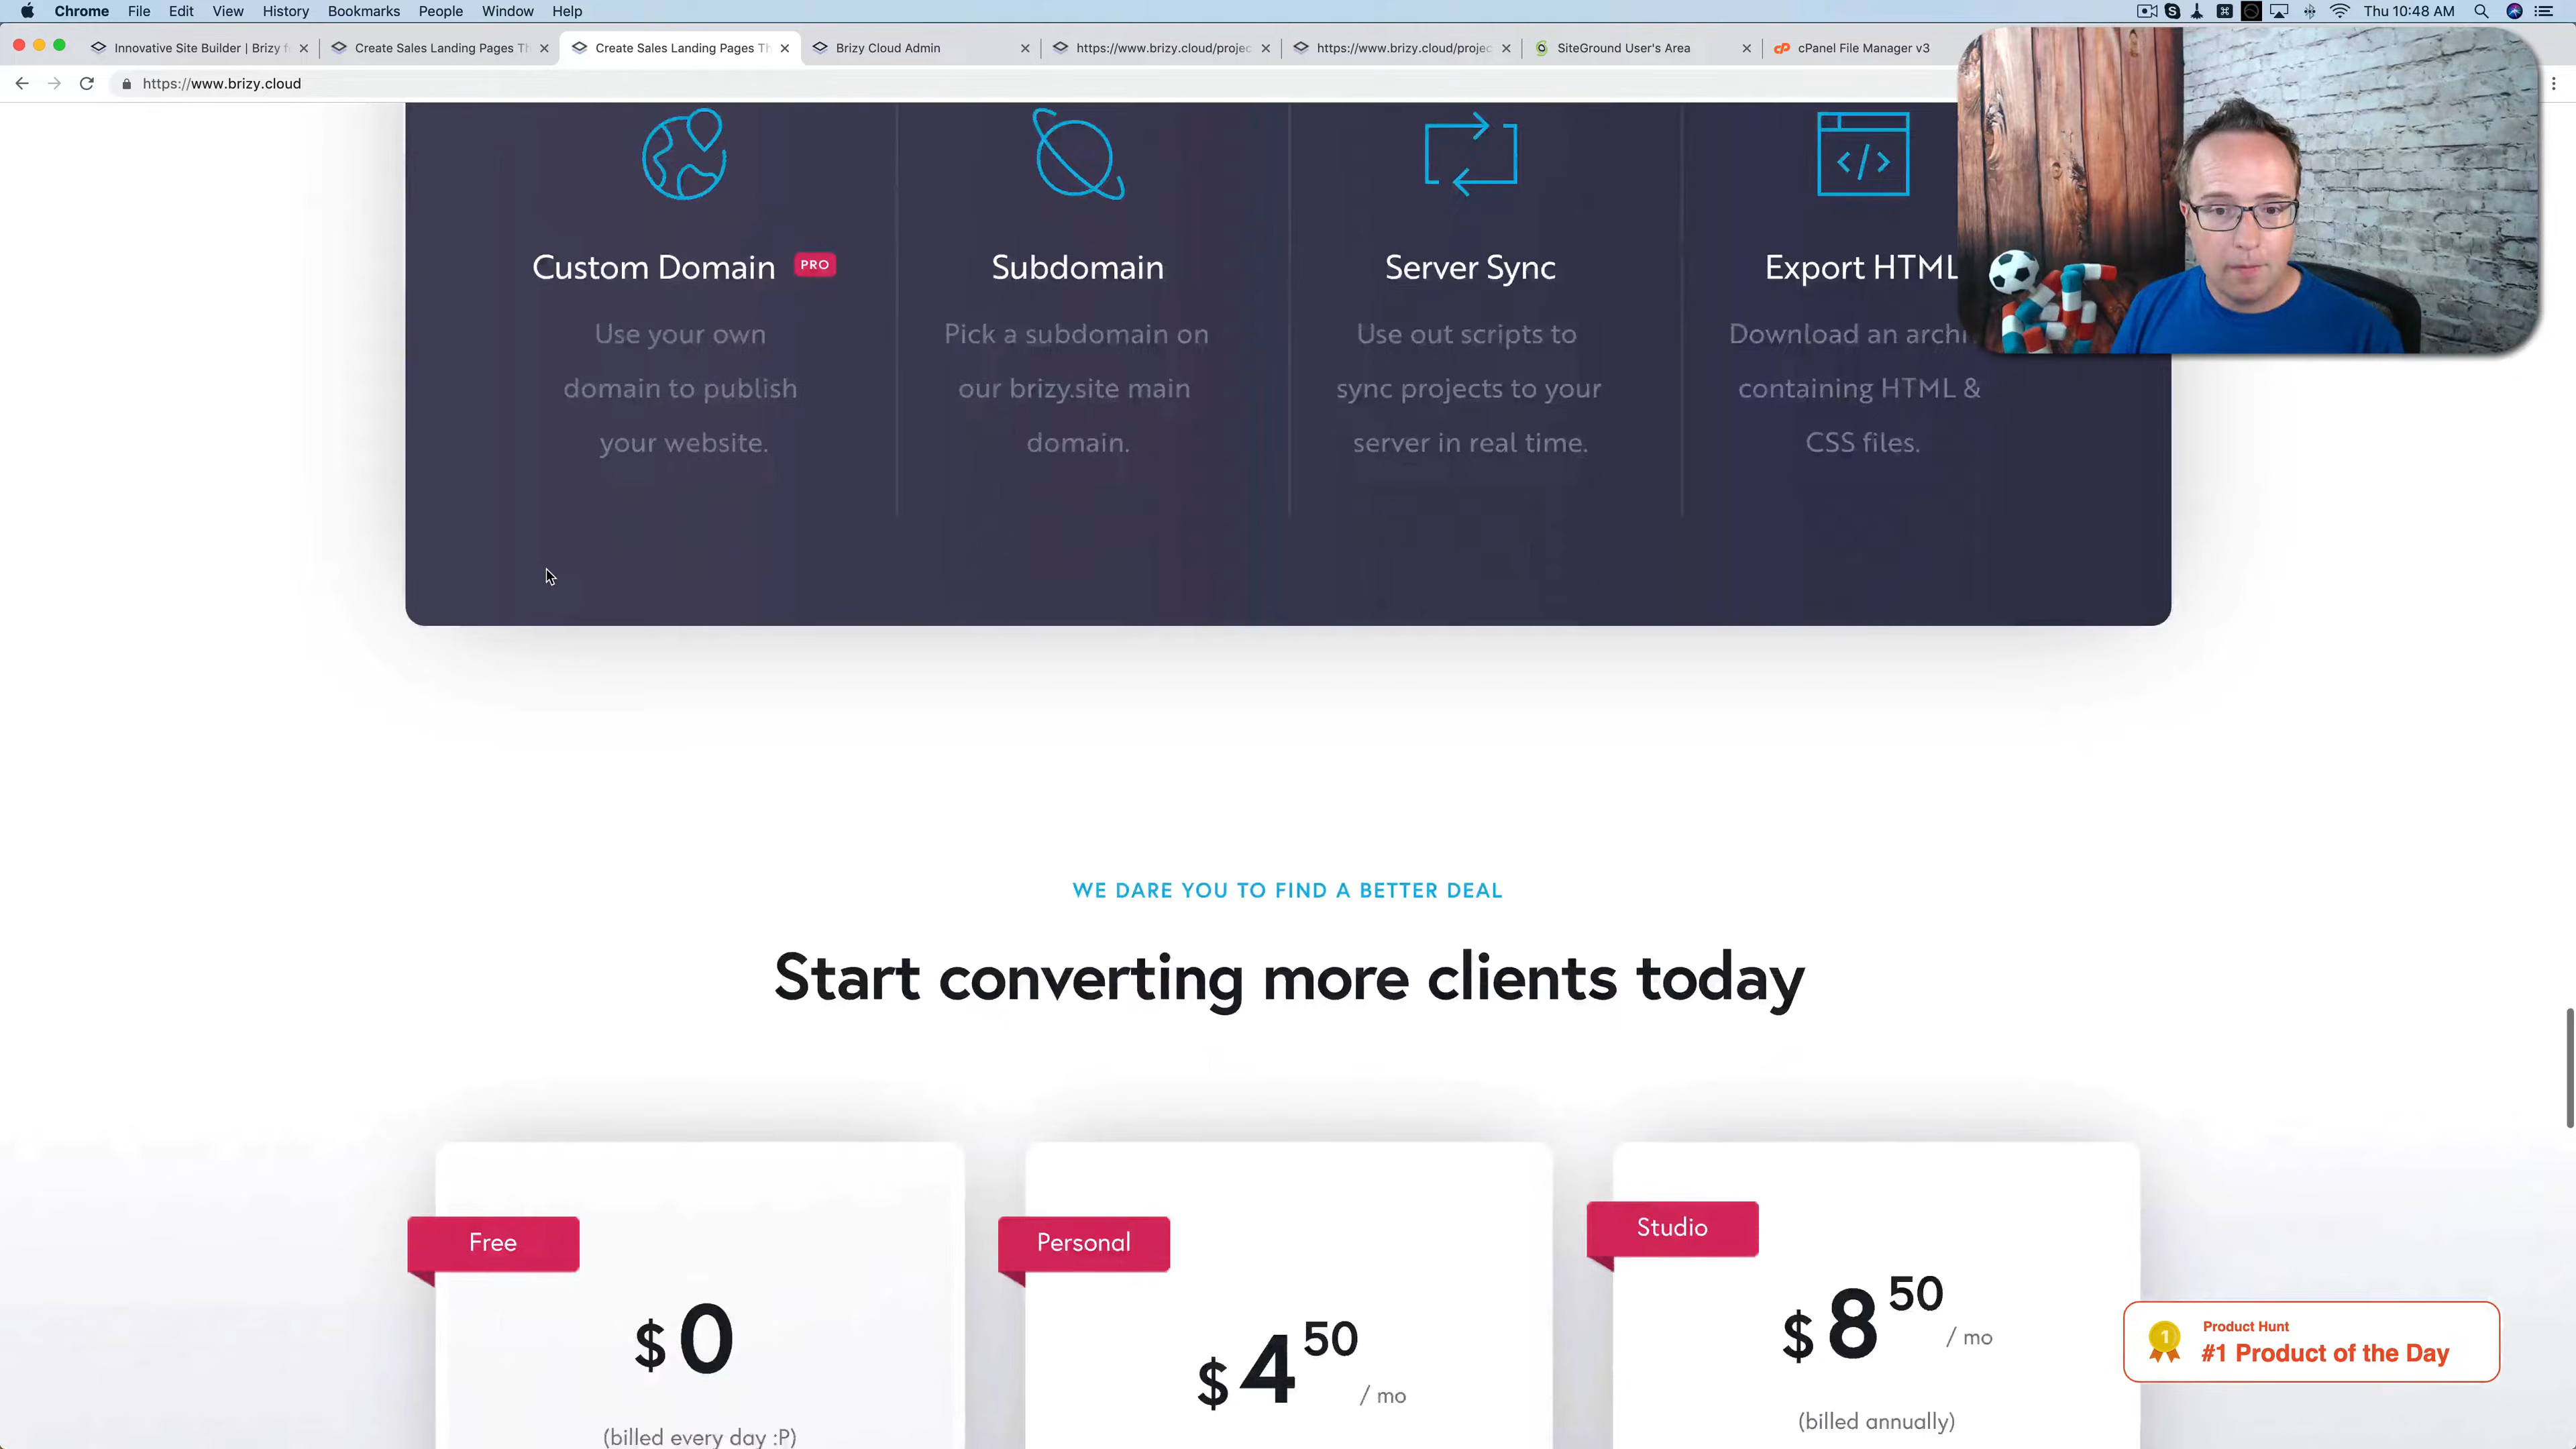 Chrome File Edit View History Bookmarks People Window Help
Thu 10:48 AM
Innovative Site Builder | Brizy f
Create Sales Landing Pages Th
Create Sales Landing Pages Th
Brizy Cloud Admin
https://www.brizy.cloud/projec
https://www.brizy.cloud/projec
SiteGround User's Area
cP cPanel File Manager v3
https://www.brizy.cloud
Custom Domain PRO
Use your own
domain to publish
your website.
Subdomain
Pick a subdomain on
our brizy.site main
domain.
Server Sync
Use out scripts to
sync projects to your
server in real time.
Export HTML
Download an archi
containing HTML &
CSS files.
WE DARE YOU TO FIND A BETTER DEAL
Start converting more clients today
Free
$0
(billed every day :P)
Personal
$4 50 / mo
Studio
$8 50 / mo
(billed annually)
1
Product Hunt
#1 Product of the Day